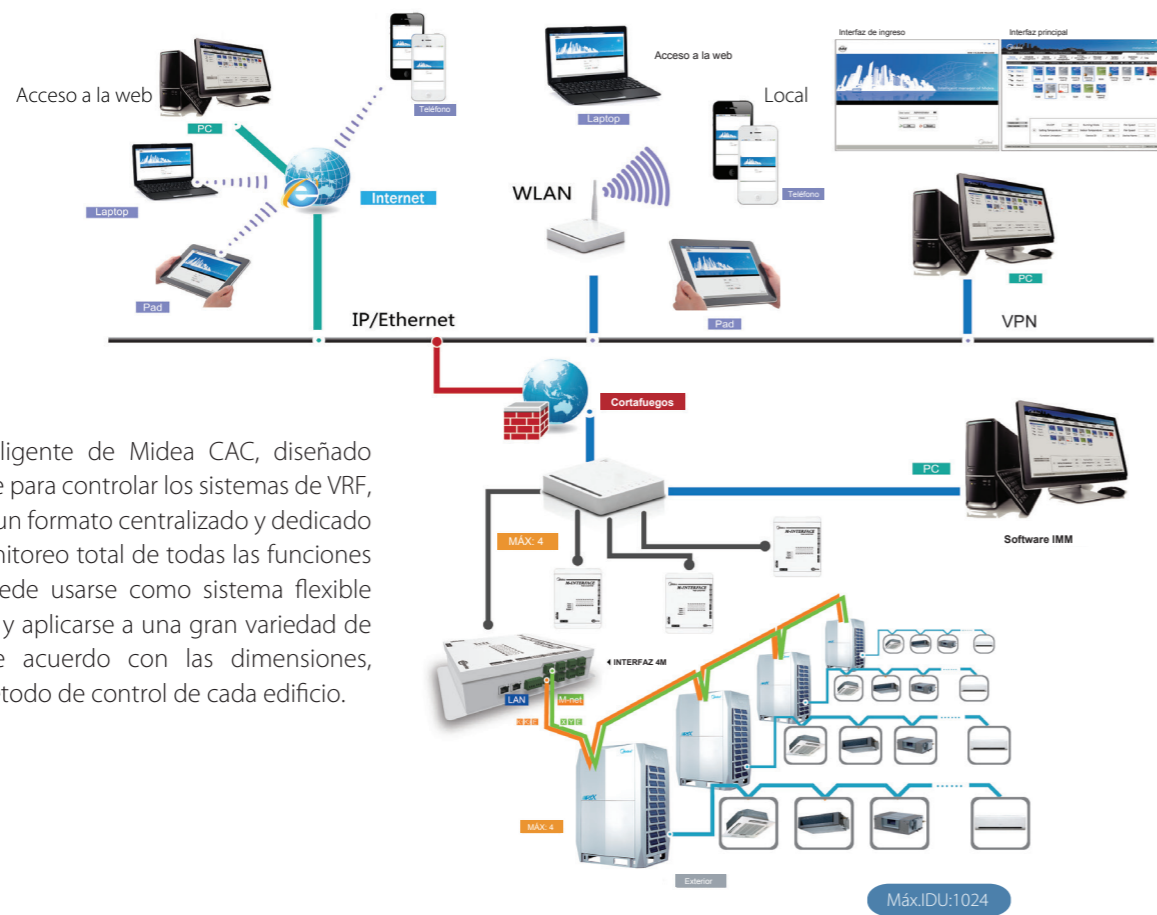 Interfaz de ingreso
Interfaz principal
Acceso a la web
PC
Teléfono
Laptop
Internet
Pad
Acceso a la web
Laptop
Local
Teléfono
WLAN
Pad
PC
IP/Ethernet
VPN
Cortafuegos
PC
Software IMM
ligente de Midea CAC, diseñado
e para controlar los sistemas de VRF,
un formato centralizado y dedicado
nitoreo total de todas las funciones
ede usarse como sistema flexible
y aplicarse a una gran variedad de
e acuerdo con las dimensiones,
étodo de control de cada edificio.
MÁX: 4
M-INTERFACE
M-INTERFACE
M-INTERFACE
INTERFAZ 4M
LAN
M-net
X Y E
MÁX: 4
Exterior
Máx.IDU:1024